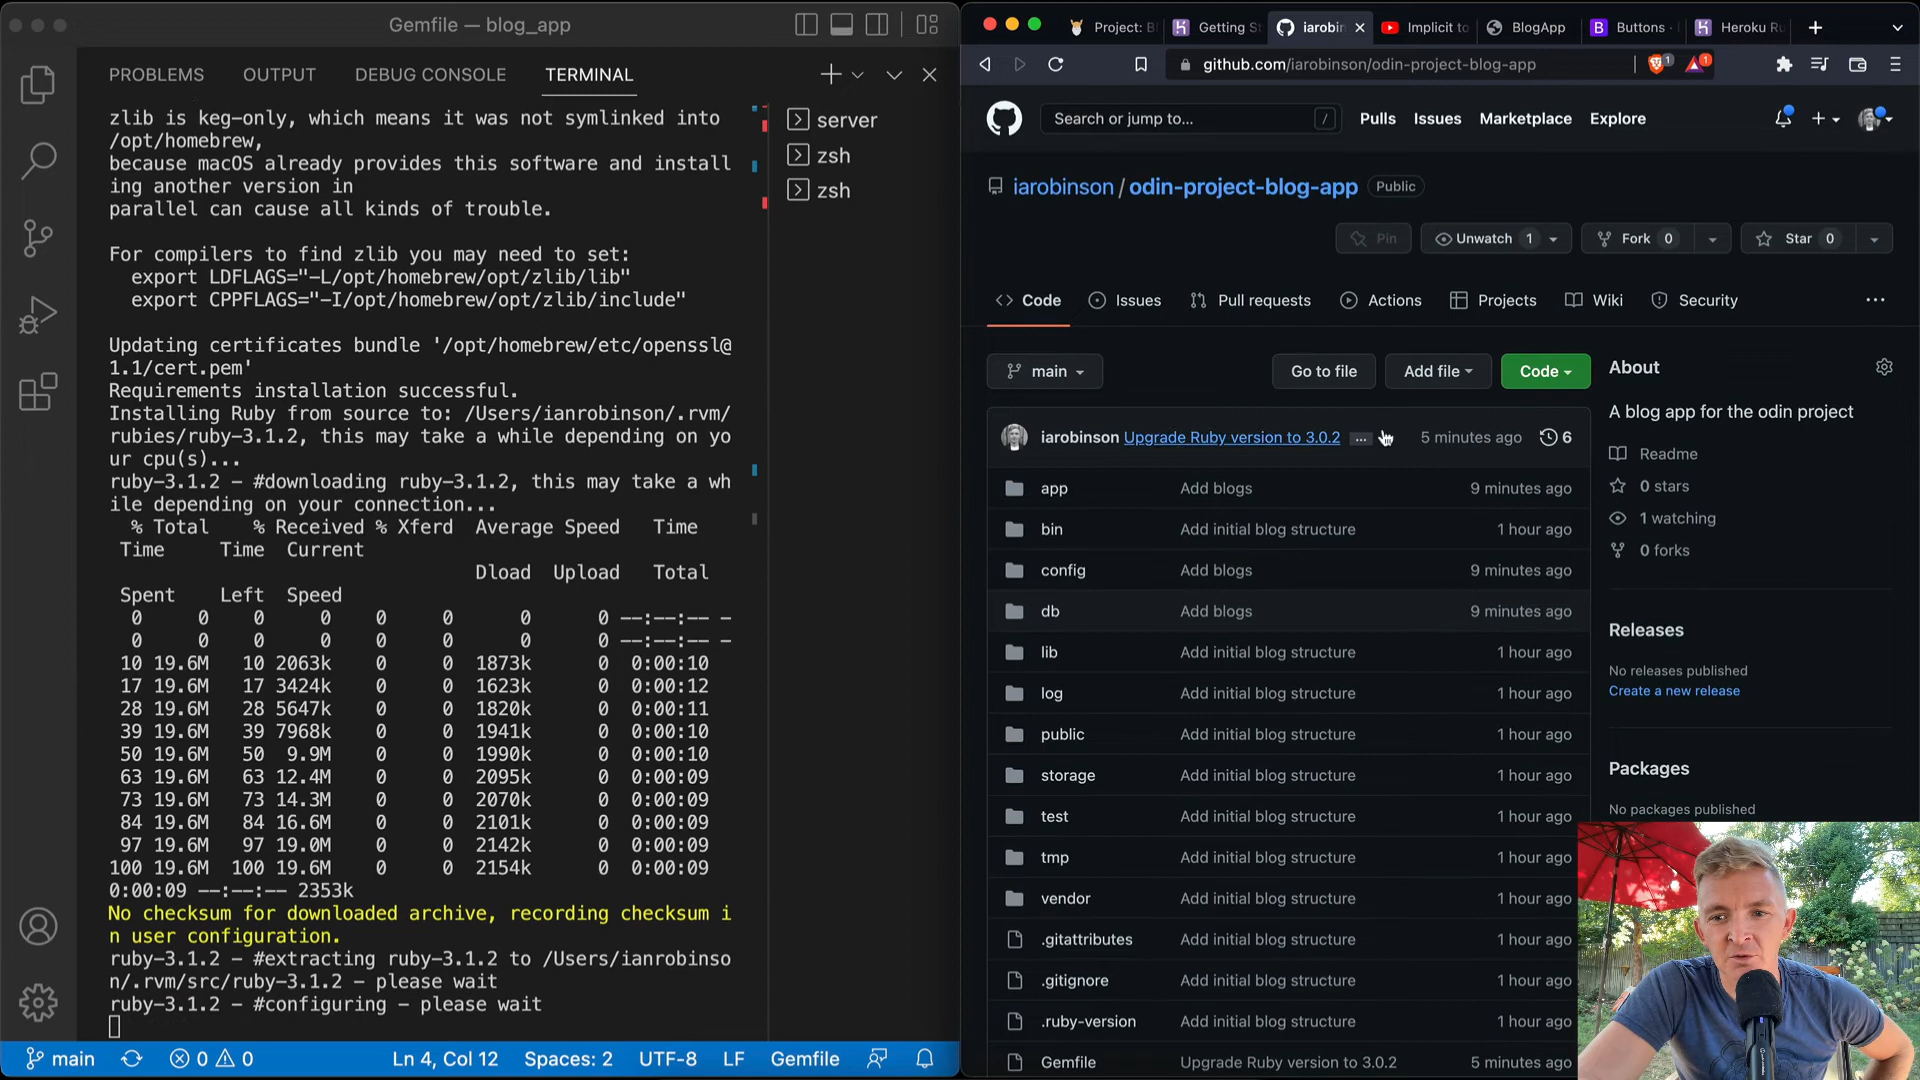 Gemfile — blog_app
PROBLEMS OUTPUT DEBUG CONSOLE TERMINAL
zlib is keg-only, which means it was not symlinked into
/opt/homebrew,
because macOS already provides this software and install
ing another version in
parallel can cause all kinds of trouble.
For compilers to find zlib you may need to set:
export LDFLAGS="-L/opt/homebrew/opt/zlib/lib"
export CPPFLAGS="-I/opt/homebrew/opt/zlib/include"
Updating certificates bundle '/opt/homebrew/etc/openssl@
1.1/cert.pem'
Requirements installation successful.
Installing Ruby from source to: /Users/ianrobinson/.rvm/
rubies/ruby-3.1.2, this may take a while depending on yo
ur cpu(s)...
ruby-3.1.2 - #downloading ruby-3.1.2, this may take a wh
ile depending on your connection...
% Total % Received % Xferd Average Speed Time
Time Time Current
Dload Upload Total
Spent Left Speed
0 0 0 0 0 0 0 --:--:-- -
0 0 0 0 0 0 0 --:--:-- -
10 19.6M 10 2063k 0 0 1873k 0 0:00:10
17 19.6M 17 3424k 0 0 1623k 0 0:00:12
28 19.6M 28 5647k 0 0 1820k 0 0:00:11
39 19.6M 39 7968k 0 0 1941k 0 0:00:10
50 19.6M 50 9.9M 0 0 1990k 0 0:00:10
63 19.6M 63 12.4M 0 0 2095k 0 0:00:09
73 19.6M 73 14.3M 0 0 2070k 0 0:00:09
84 19.6M 84 16.6M 0 0 2101k 0 0:00:09
97 19.6M 97 19.0M 0 0 2142k 0 0:00:09
100 19.6M 100 19.6M 0 0 2154k 0 0:00:09
0:00:09 --:--:-- 2353k
No checksum for downloaded archive, recording checksum i
n user configuration.
ruby-3.1.2 - #extracting ruby-3.1.2 to /Users/ianrobinso
n/.rvm/src/ruby-3.1.2 - please wait
ruby-3.1.2 - #configuring - please wait
server
zsh
zsh
main 0 0 Ln 4, Col 12 Spaces: 2 UTF-8 LF Gemfile
Project: B Getting S iarobin Implicit to BlogApp Buttons · Heroku Ru
github.com/iarobinson/odin-project-blog-app 1 1
Search or jump to... / Pulls Issues Marketplace Explore
iarobinson / odin-project-blog-app Public
Pin Unwatch 1 Fork 0 Star 0
Code Issues Pull requests Actions Projects Wiki Security ...
main Go to file Add file Code
iarobinson Upgrade Ruby version to 3.0.2 ... 5 minutes ago 6
app Add blogs 9 minutes ago
bin Add initial blog structure 1 hour ago
config Add blogs 9 minutes ago
db Add blogs 9 minutes ago
lib Add initial blog structure 1 hour ago
log Add initial blog structure 1 hour ago
public Add initial blog structure 1 hour ago
storage Add initial blog structure 1 hour ago
test Add initial blog structure 1 hour ago
tmp Add initial blog structure 1 hour ago
vendor Add initial blog structure 1 hour ago
.gitattributes Add initial blog structure 1 hour ago
.gitignore Add initial blog structure 1 hour ago
.ruby-version Add initial blog structure 1 hour ago
Gemfile Upgrade Ruby version to 3.0.2 5 minutes ago
About
A blog app for the odin project
Readme
0 stars
1 watching
0 forks
Releases
No releases published
Create a new release
Packages
No packages published